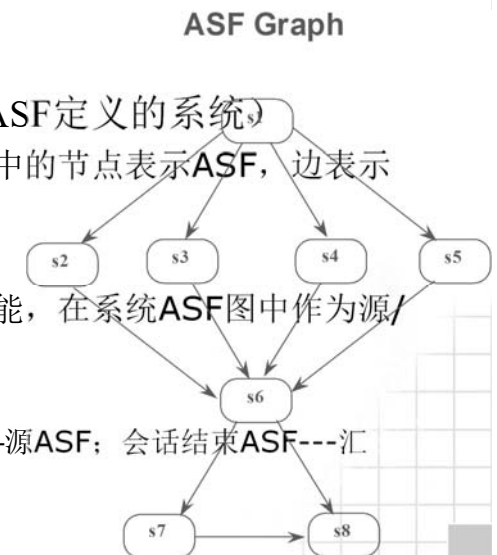 ASF Graph
ASF定义的系统）
s1
中的节点表示ASF，边表示
s2 s3 s4 s5
能，在系统ASF图中作为源/
s6
-源ASF；会话结束ASF---汇
s7 s8